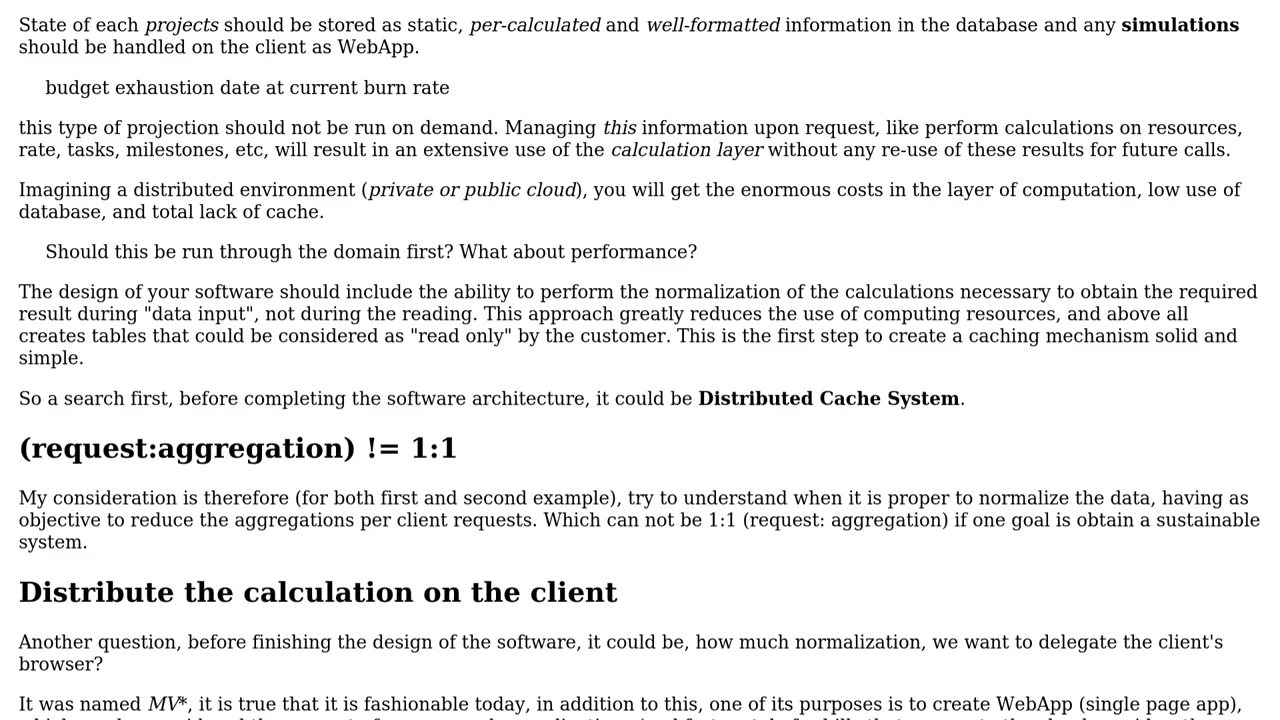 State of each projects should be stored as static, per-calculated and well-formatted information in the database and any simulations
should be handled on the client as WebApp.
budget exhaustion date at current burn rate
this type of projection should not be run on demand. Managing this information upon request, like perform calculations on resources,
rate, tasks, milestones, etc, will result in an extensive use of the calculation layer without any re-use of these results for future calls.
Imagining a distributed environment (private or public cloud), you will get the enormous costs in the layer of computation, low use of
database, and total lack of cache.
Should this be run through the domain first? What about performance?
The design of your software should include the ability to perform the normalization of the calculations necessary to obtain the required
result during "data input", not during the reading. This approach greatly reduces the use of computing resources, and above all
creates tables that could be considered as "read only" by the customer. This is the first step to create a caching mechanism solid and
simple.
So a search first, before completing the software architecture, it could be Distributed Cache System.
(request:aggregation) != 1:1
My consideration is therefore (for both first and second example), try to understand when it is proper to normalize the data, having as
objective to reduce the aggregations per client requests. Which can not be 1:1 (request: aggregation) if one goal is obtain a sustainable
system.
Distribute the calculation on the client
Another question, before finishing the design of the software, it could be, how much normalization, we want to delegate the client's
browser?
It was named MV*, it is true that it is fashionable today, in addition to this, one of its purposes is to create WebApp (single page app),